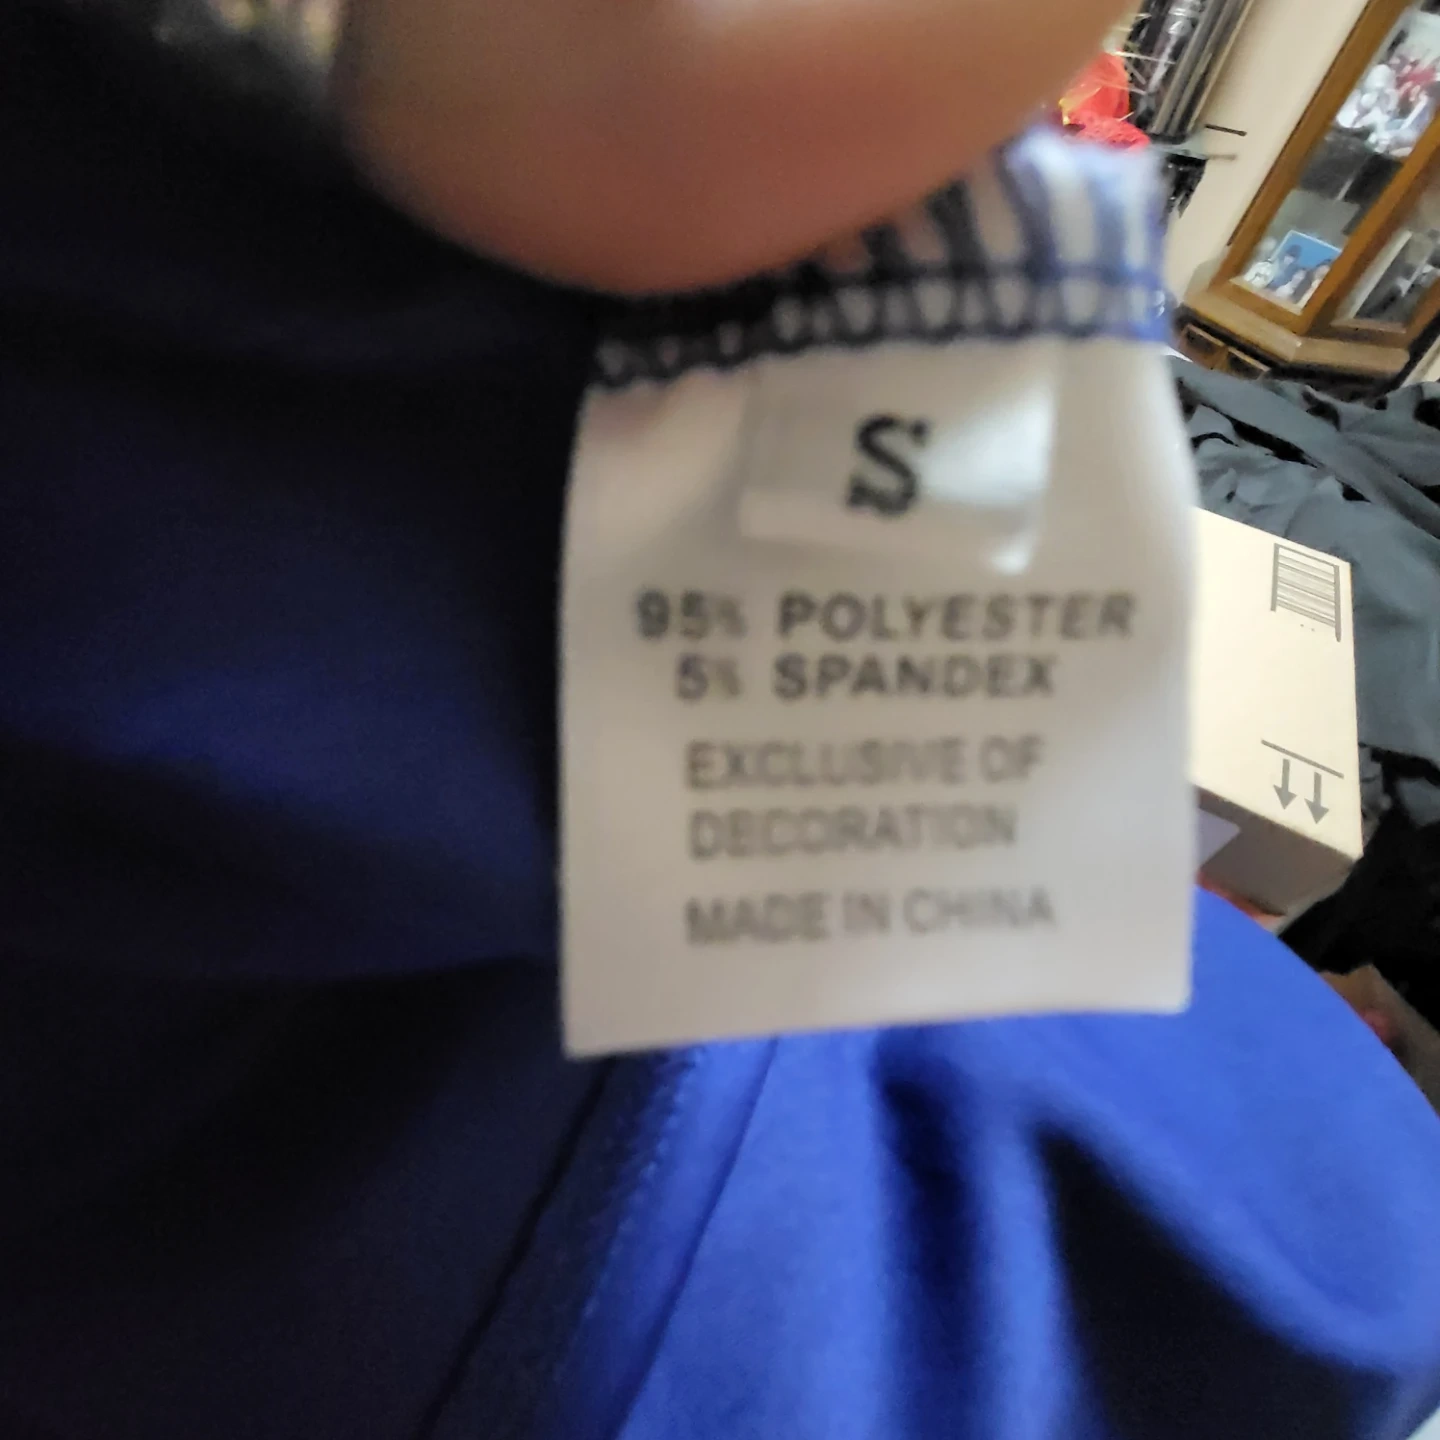 S
95% POLYESTER
5% SPANDEX
EXCLUSIVE OF
DECORATION
MADE IN CHINA